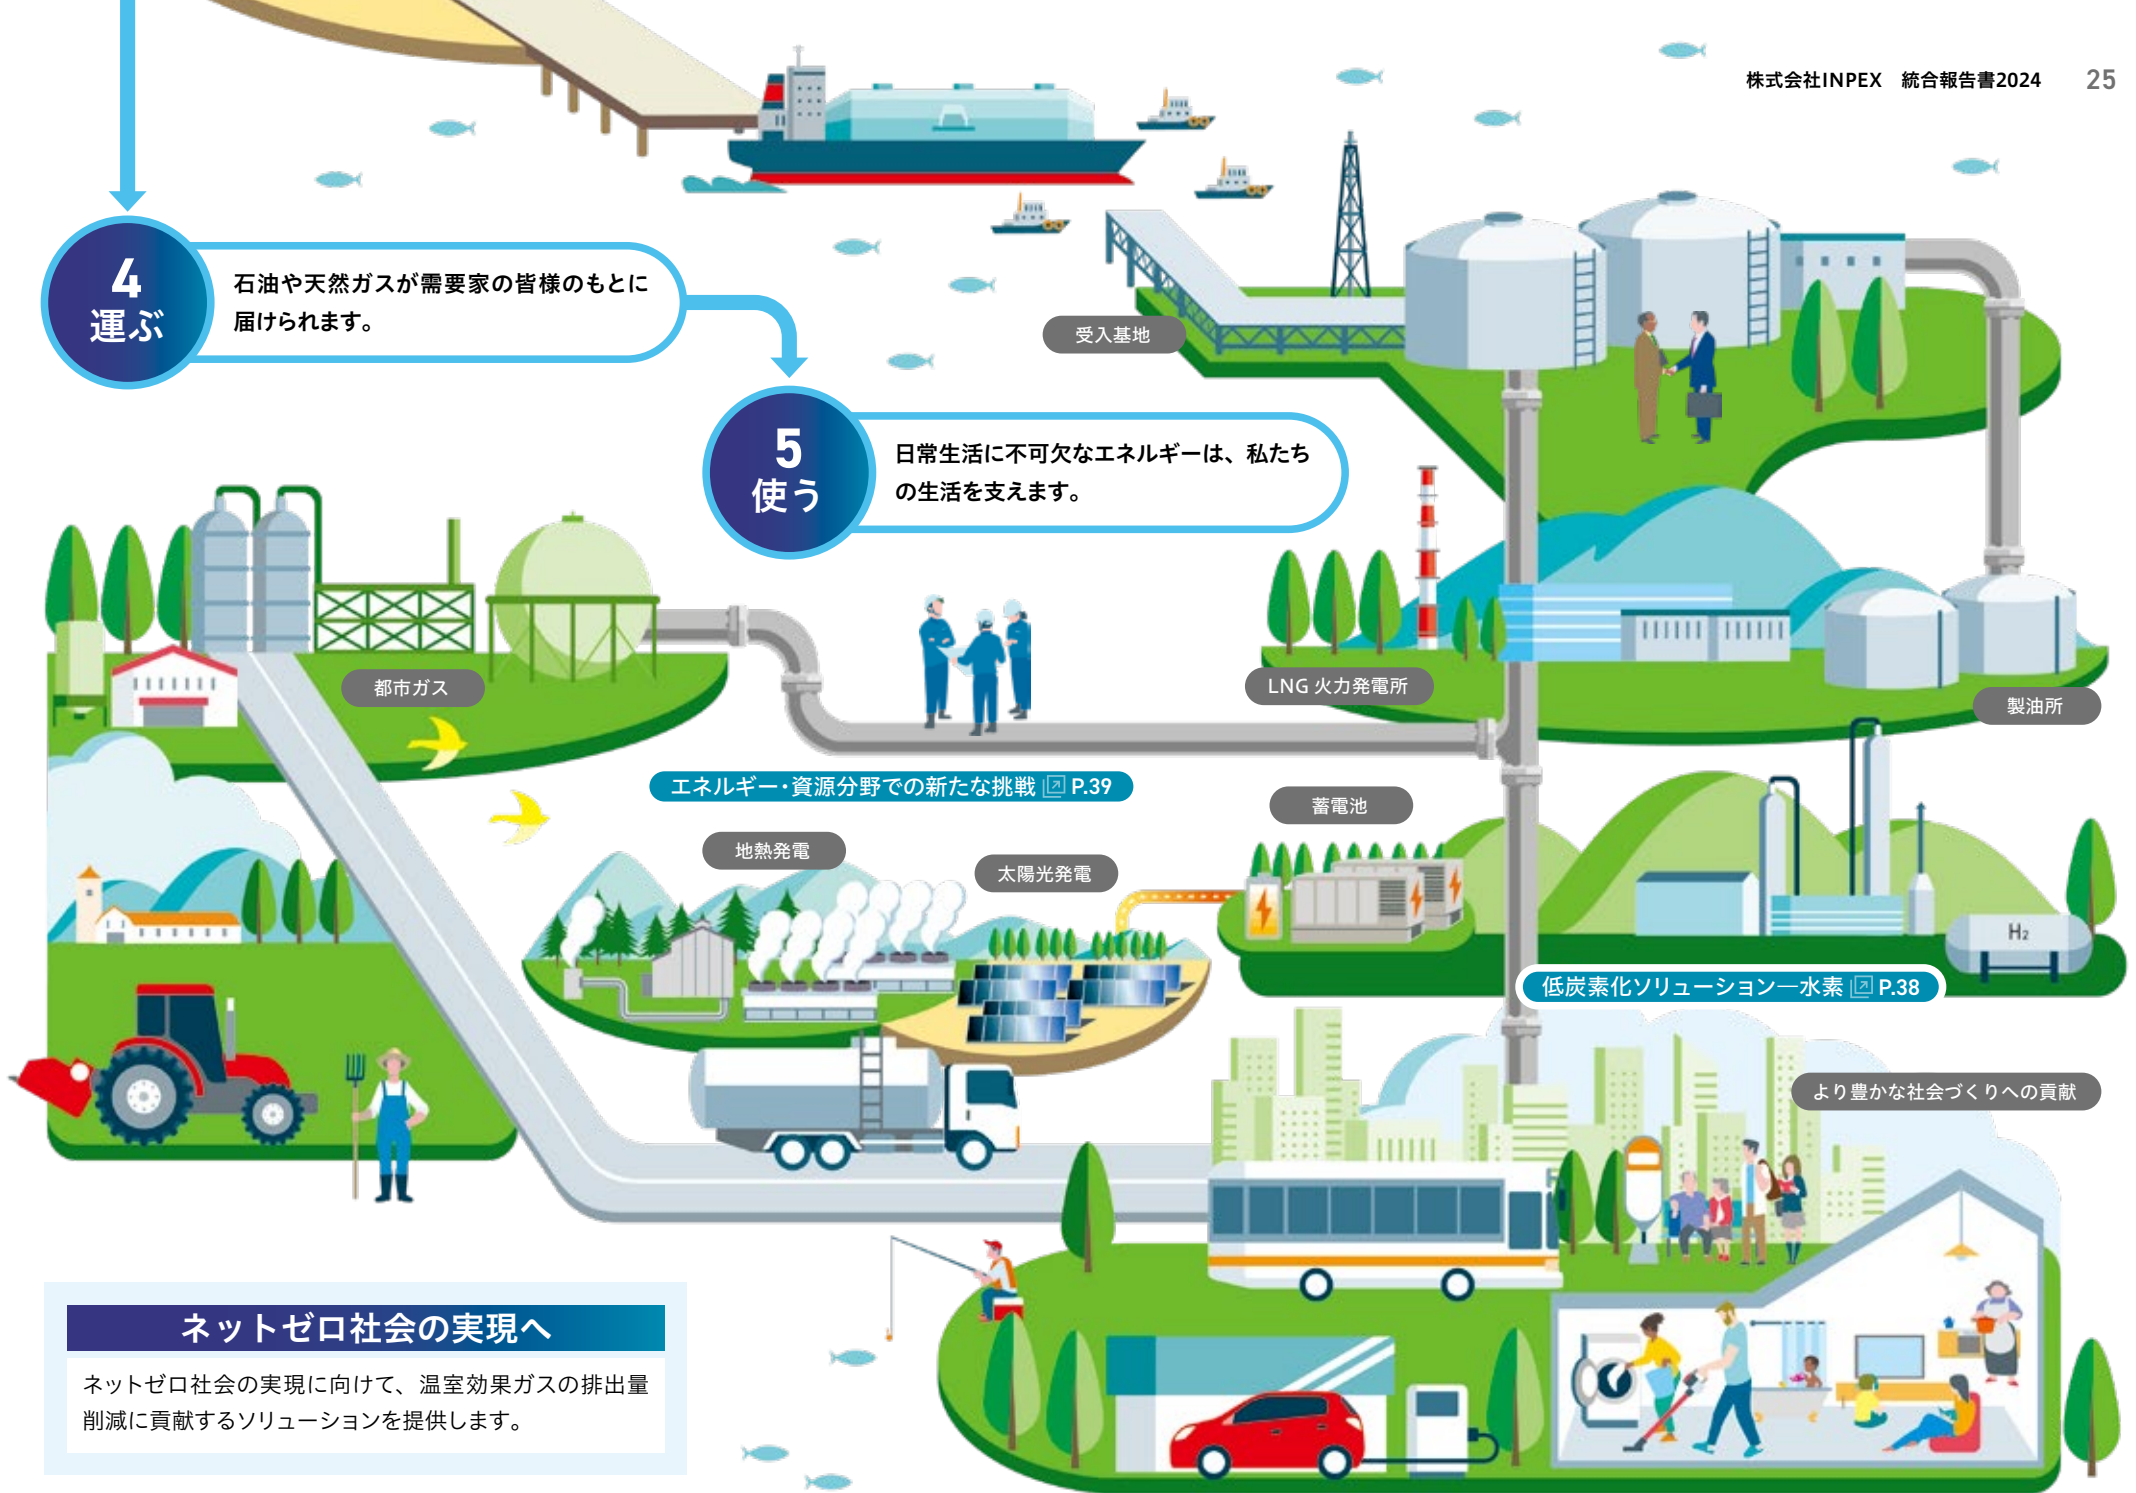 株式会社INPEX 統合報告書2024 25
4
運ぶ
石油や天然ガスが需要家の皆様のもとに
届けられます。
受入基地
5
使う
日常生活に不可欠なエネルギーは、私たち
の生活を支えます。
都市ガス
LNG 火力発電所
製油所
エネルギー・資源分野での新たな挑戦 P.39
蓄電池
地熱発電
太陽光発電
H₂
低炭素化ソリューション―水素 P.38
より豊かな社会づくりへの貢献
ネットゼロ社会の実現へ
ネットゼロ社会の実現に向けて、温室効果ガスの排出量
削減に貢献するソリューションを提供します。